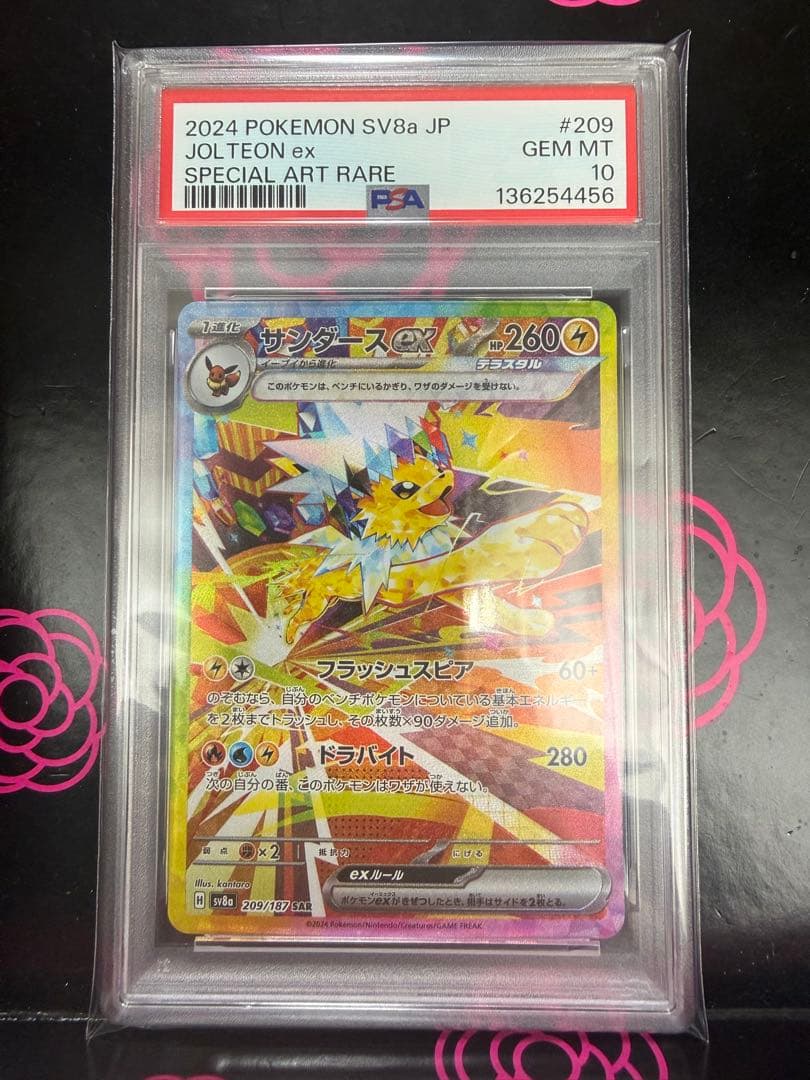 2024 POKEMON SV8a JP #209
JOLTEON ex GEM MT
SPECIAL ART RARE 10
PSA 136254456
1進化 サンダースex HP260
イーブイから進化 テラスタル
このポケモンは、ベンチにいるかぎり、ワザのダメージを受けない。
フラッシュスピア 60+
のぞむなら、自分のベンチポケモンについている基本エネルギー
を2枚までトラッシュし、その枚数×90ダメージ追加。
ドラバイト 280
次の自分の番、このポケモンはワザが使えない。
弱点 ×2 抵抗力 にげる
exルール
ポケモンexがきぜつしたとき、相手はサイドを2枚とる。
Illus. kantaro
H sv8a 209/187 SAR
©2024 Pokémon/Nintendo/Creatures/GAME FREAK.